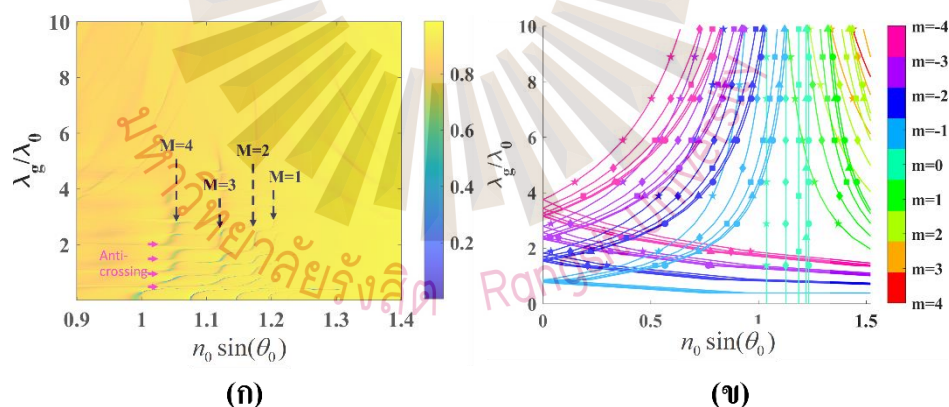 10
8
6
4
2
λg/λ0
0.9 1 1.1 1.2 1.3 1.4
n0 sin(θ0)
M=4
M=3
M=2
M=1
Anti-
crossing
0.8
0.6
0.4
0.2
(ก)
10
8
6
4
2
0
λg/λ0
0 0.5 1 1.5
n0 sin(θ0)
m=-4
m=-3
m=-2
m=-1
m=0
m=1
m=2
m=3
m=4
(ข)
มหาวิทยาลัยรังสิต Rangsit University